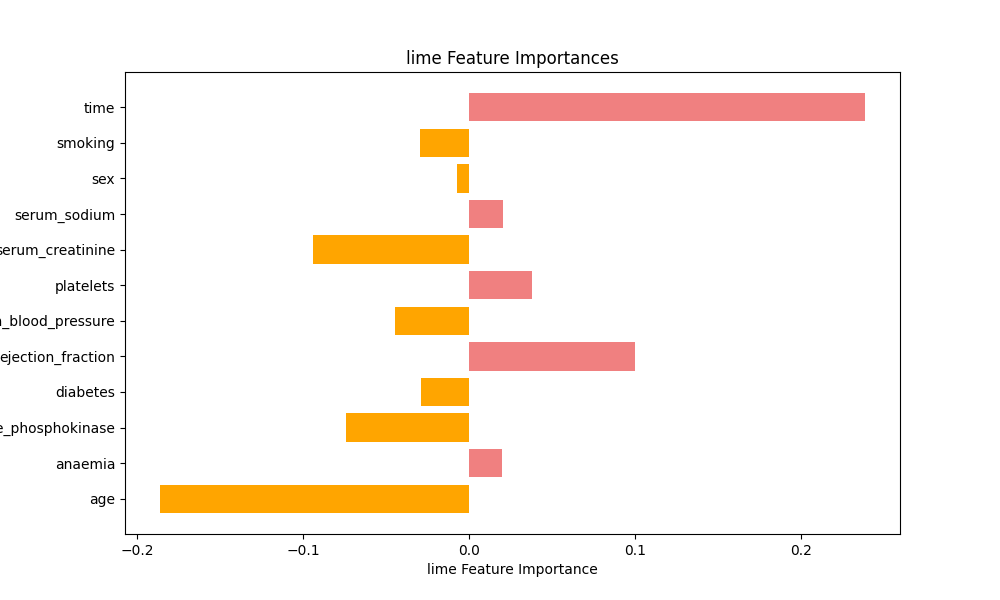 lime Feature Importances
time
smoking
sex
serum_sodium
serum_creatinine
platelets
_blood_pressure
ejection_fraction
diabetes
e_phosphokinase
anaemia
age
−0.2 −0.1 0.0 0.1 0.2
lime Feature Importance